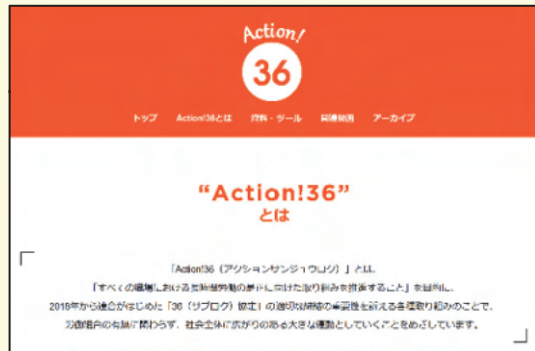 Action!
36
トップ Action!36とは 資料・ツール 関連動画 アーカイブ
“Action!36”
とは
「Action!36（アクションサンジュウロク）」とは、
「すべての職場における長時間労働の是正に向けた取り組みを推進すること」を目的に、
2018年から連合がはじめた「36（サブロク）協定」の適切な締結の重要性を訴える各種取り組みのことで、
労働組合の有無に関わらず、社会全体に広がりのある大きな運動としていくことをめざしています。